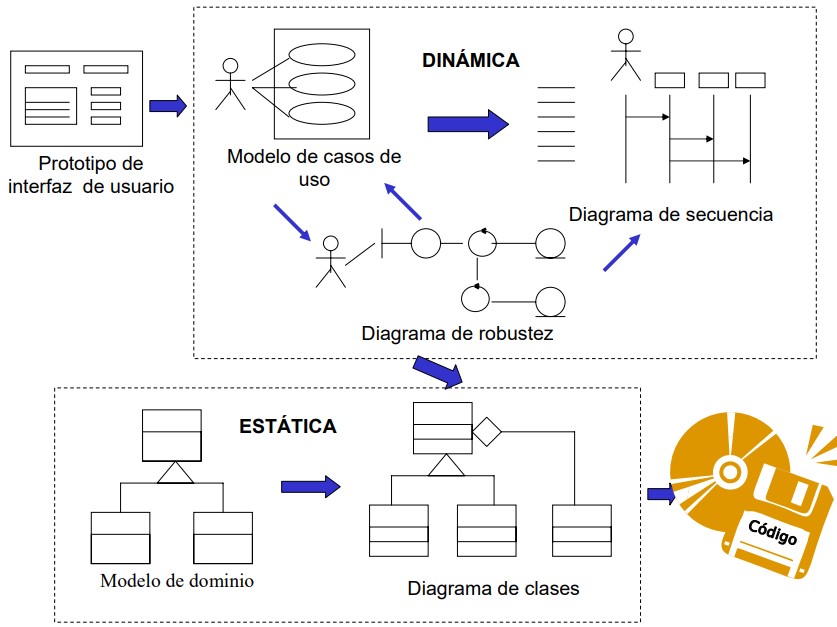 DINÁMICA
Prototipo de
interfaz de usuario
Modelo de casos de
uso
Diagrama de secuencia
Diagrama de robustez
ESTÁTICA
Modelo de dominio
Diagrama de clases
Código